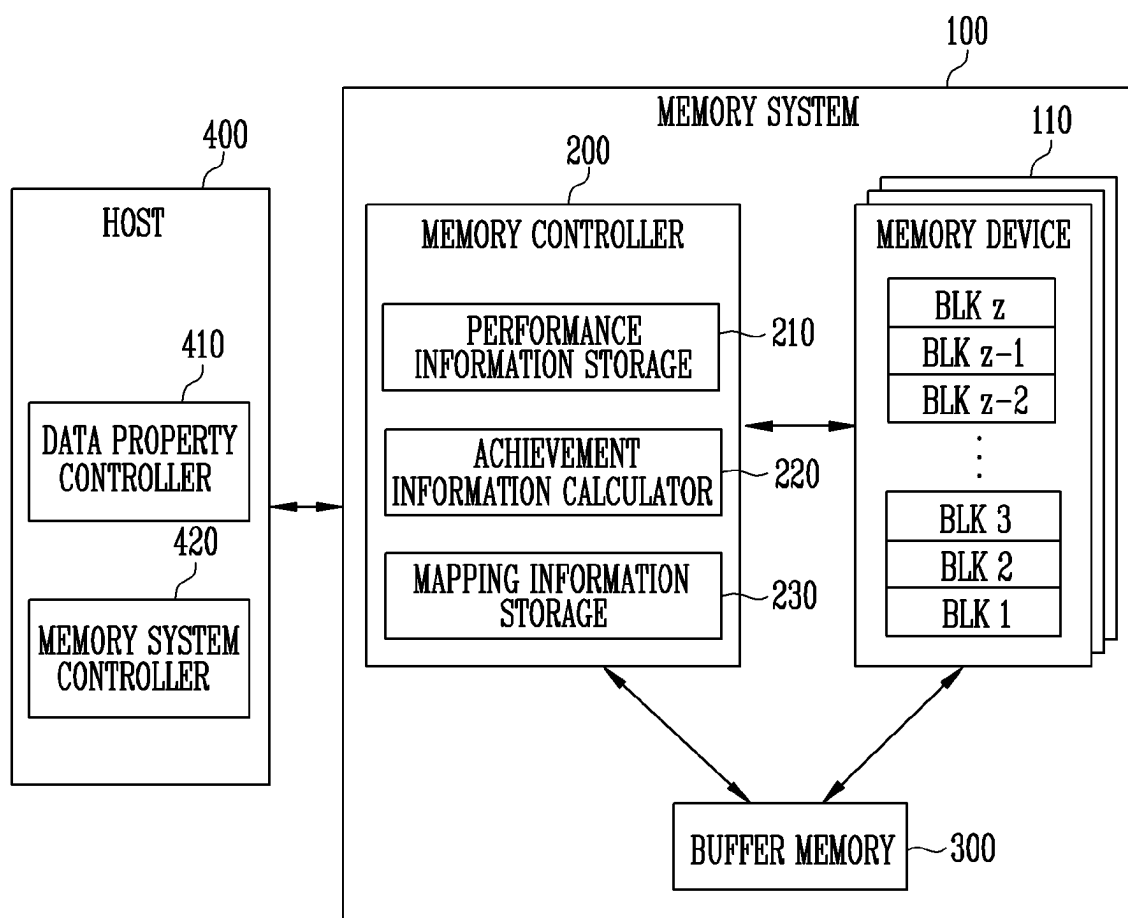 100
MEMORY SYSTEM
400
HOST
410
DATA PROPERTY
CONTROLLER
420
MEMORY SYSTEM
CONTROLLER
200
MEMORY CONTROLLER
PERFORMANCE
INFORMATION STORAGE
210
ACHIEVEMENT
INFORMATION CALCULATOR
220
MAPPING INFORMATION
STORAGE
230
110
MEMORY DEVICE
BLK z
BLK z-1
BLK z-2
⋮
BLK 3
BLK 2
BLK 1
BUFFER MEMORY
300